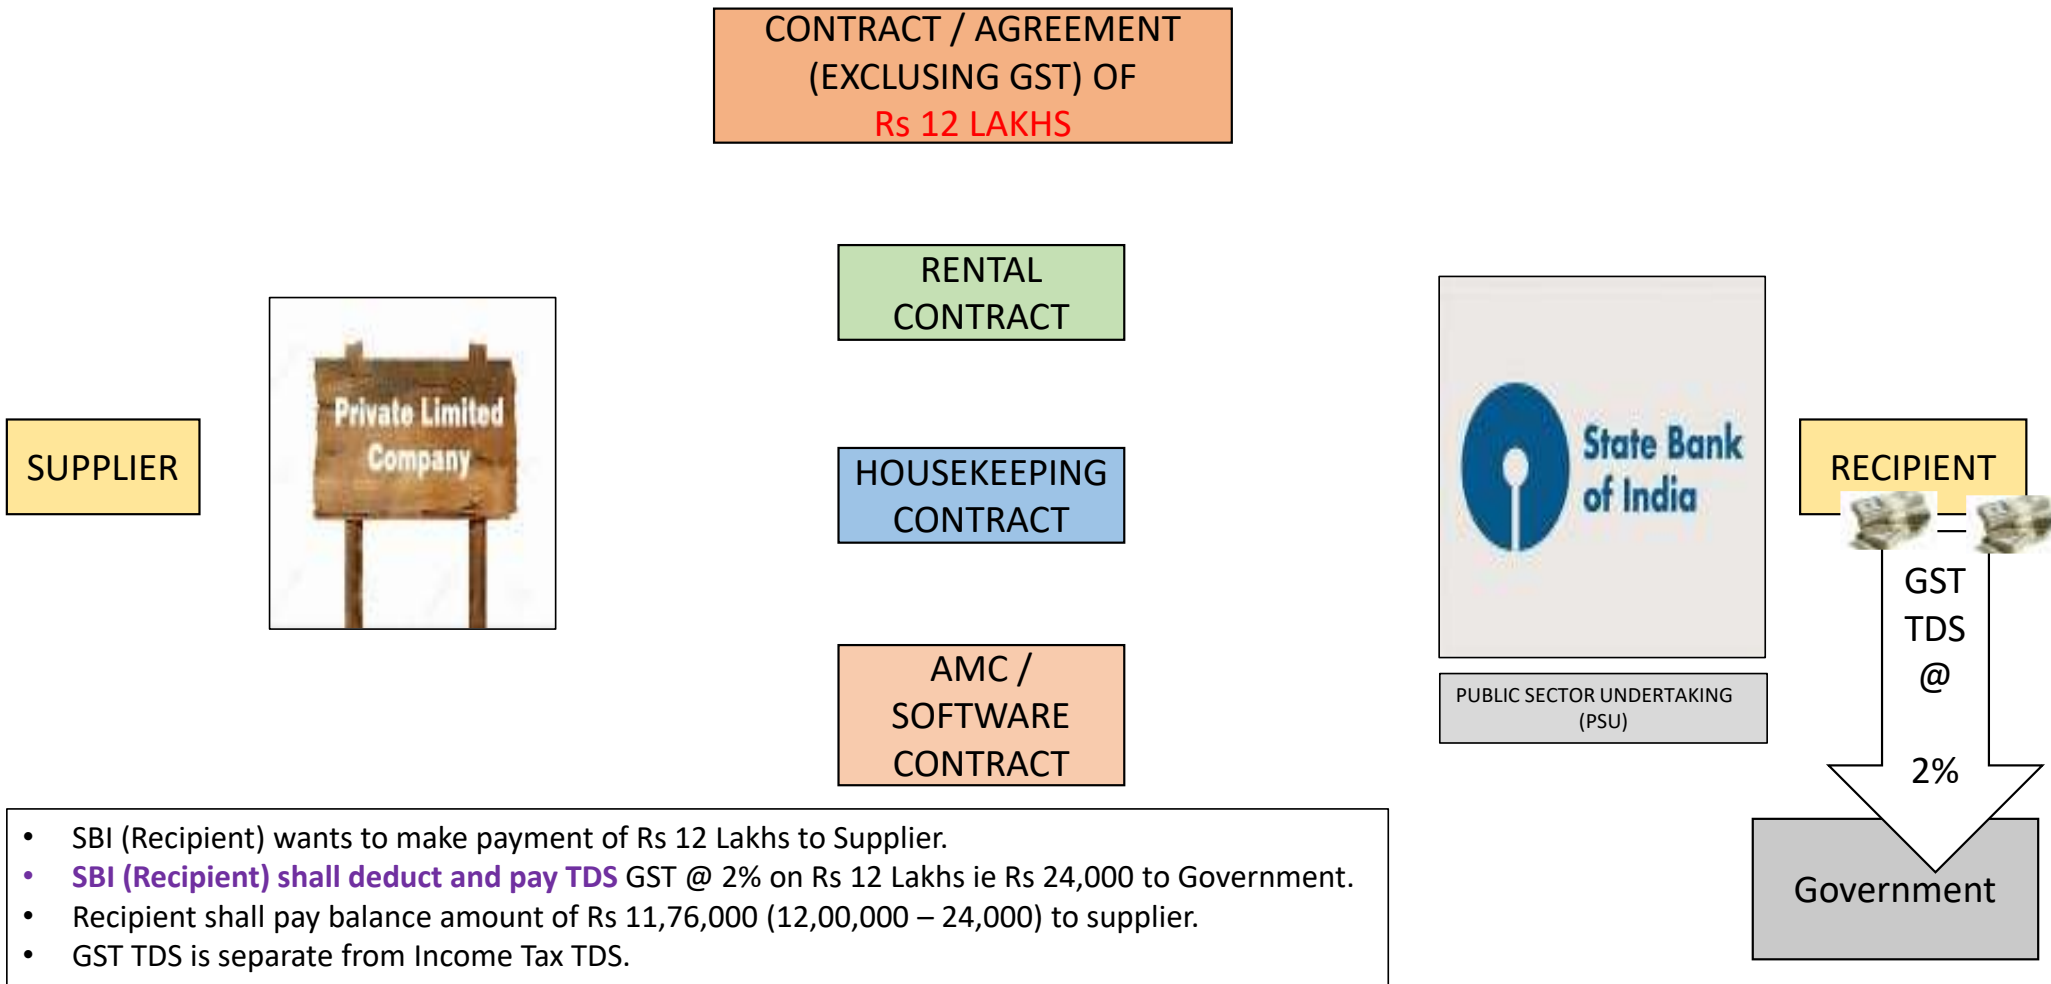 CONTRACT / AGREEMENT
(EXCLUSING GST) OF
Rs 12 LAKHS
RENTAL
CONTRACT
Private Limited
Company
State Bank
of India
SUPPLIER
HOUSEKEEPING
CONTRACT
RECIPIENT
GST
TDS
@
2%
AMC /
SOFTWARE
CONTRACT
PUBLIC SECTOR UNDERTAKING
(PSU)
• SBI (Recipient) wants to make payment of Rs 12 Lakhs to Supplier.
• SBI (Recipient) shall deduct and pay TDS GST @ 2% on Rs 12 Lakhs ie Rs 24,000 to Government.
• Recipient shall pay balance amount of Rs 11,76,000 (12,00,000 – 24,000) to supplier.
• GST TDS is separate from Income Tax TDS.
Government